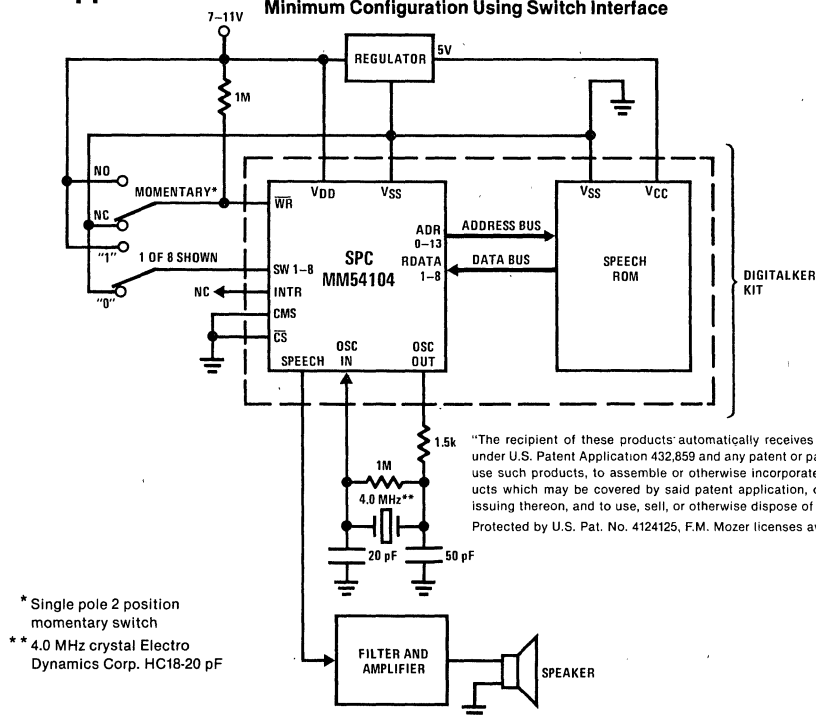 Minimum Configuration Using Switch Interface
7–11V
REGULATOR
5V
1M
NO
MOMENTARY*
NC
"1"
1 OF 8 SHOWN
"0"
NC
WR
VDD
VSS
ADR
0–13
RDATA
1–8
SPC
MM54104
SW 1–8
INTR
CMS
CS
SPEECH
OSC
IN
OSC
OUT
ADDRESS BUS
DATA BUS
VSS
VCC
SPEECH
ROM
DIGITALKER
KIT
1.5k
1M
4.0 MHz**
20 pF
50 pF
"The recipient of these products automatically receives
under U.S. Patent Application 432,859 and any patent or pa
use such products, to assemble or otherwise incorporate
ucts which may be covered by said patent application, o
issuing thereon, and to use, sell, or otherwise dispose of
Protected by U.S. Pat. No. 4124125, F.M. Mozer licenses av
* Single pole 2 position
momentary switch
** 4.0 MHz crystal Electro
Dynamics Corp. HC18-20 pF
FILTER AND
AMPLIFIER
SPEAKER